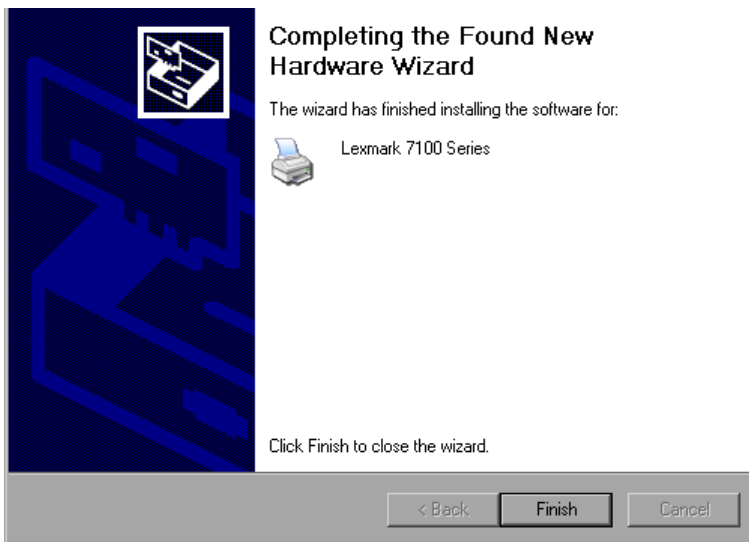 Completing the Found New
Hardware Wizard
The wizard has finished installing the software for:
Lexmark 7100 Series
Click Finish to close the wizard.
< Back
Finish
Cancel